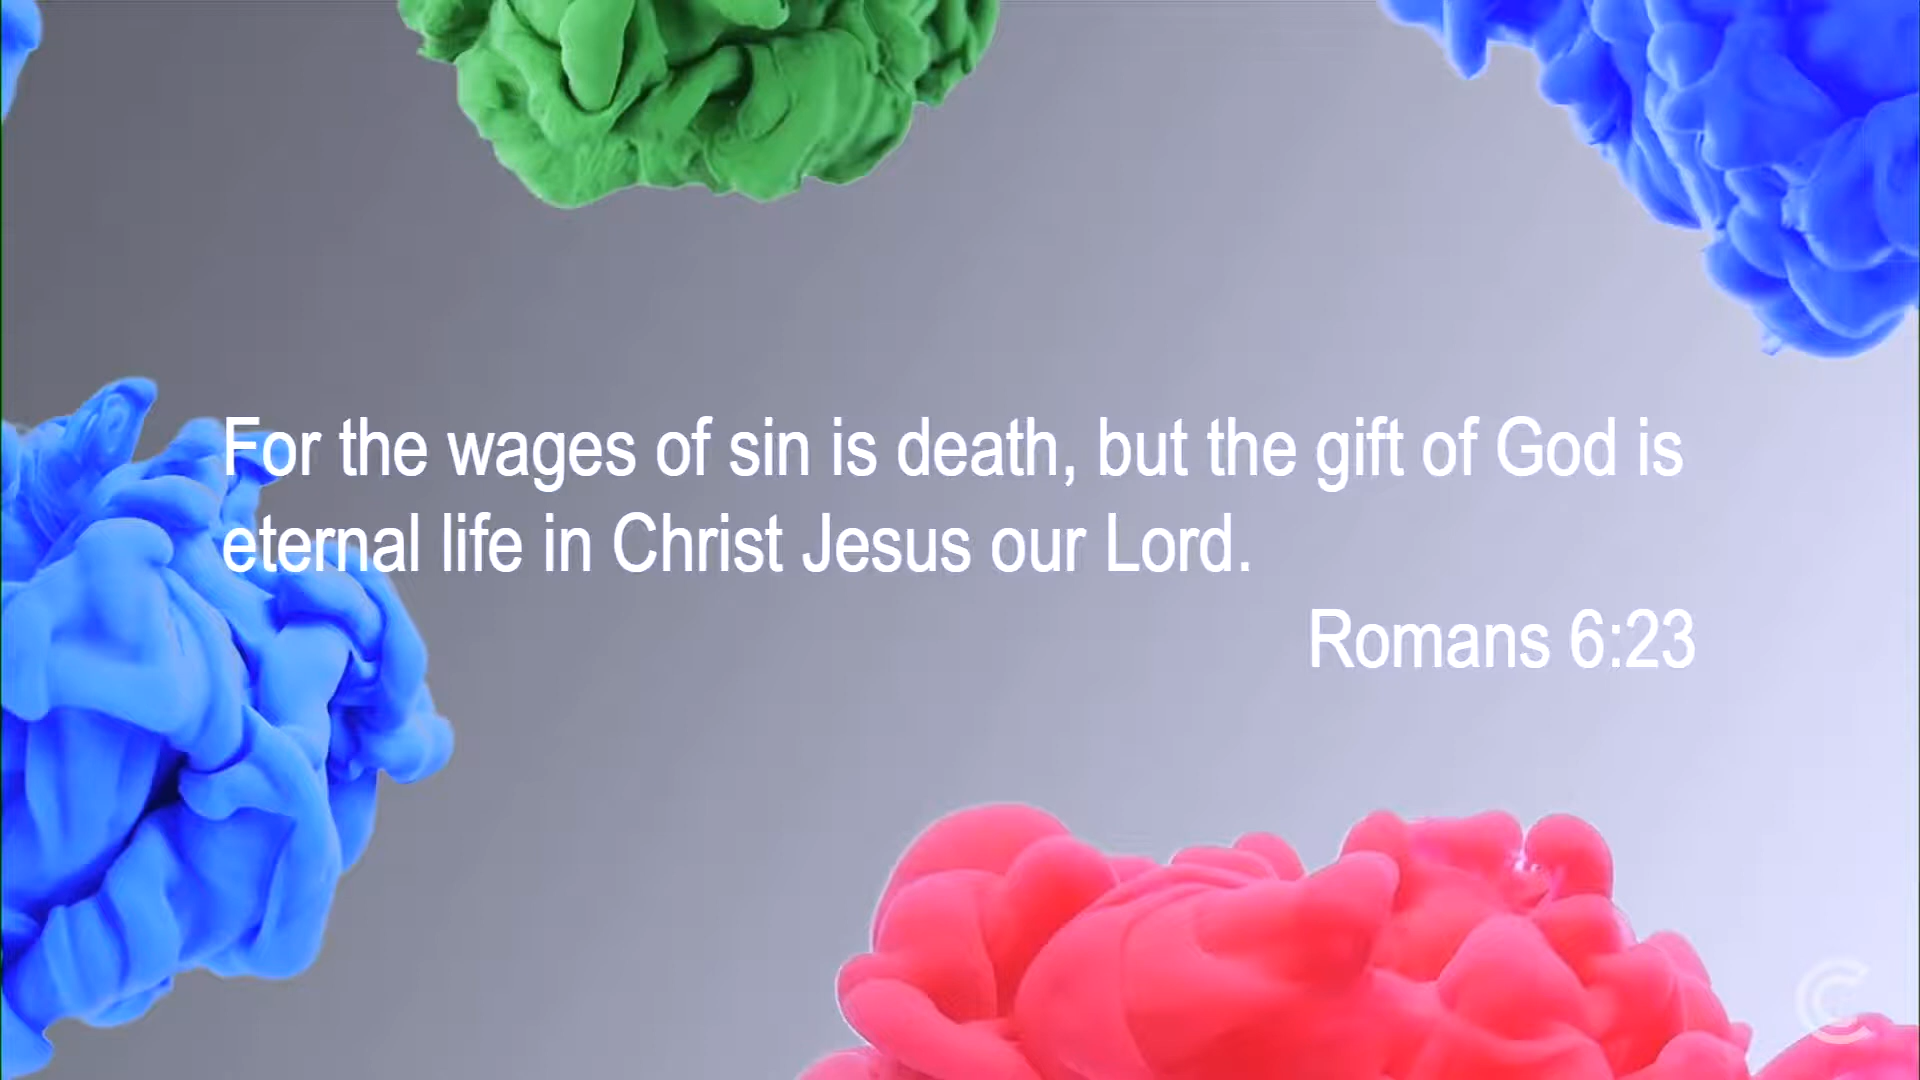 For the wages of sin is death, but the gift of God is
eternal life in Christ Jesus our Lord.
Romans 6:23